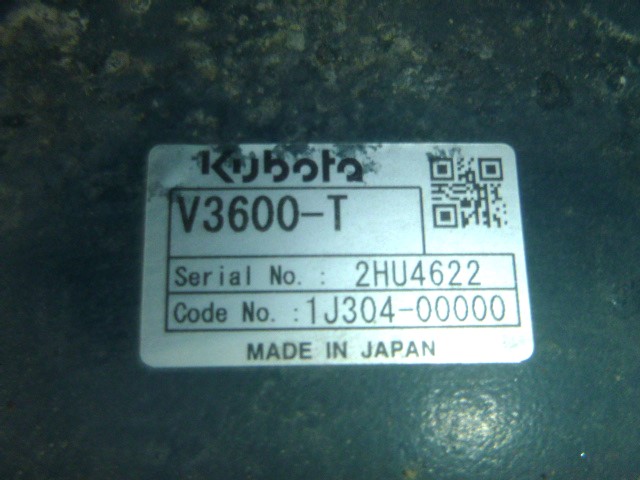 Kubota
V3600-T
Serial No. : 2HU4622
Code No. :1J304-00000
MADE IN JAPAN